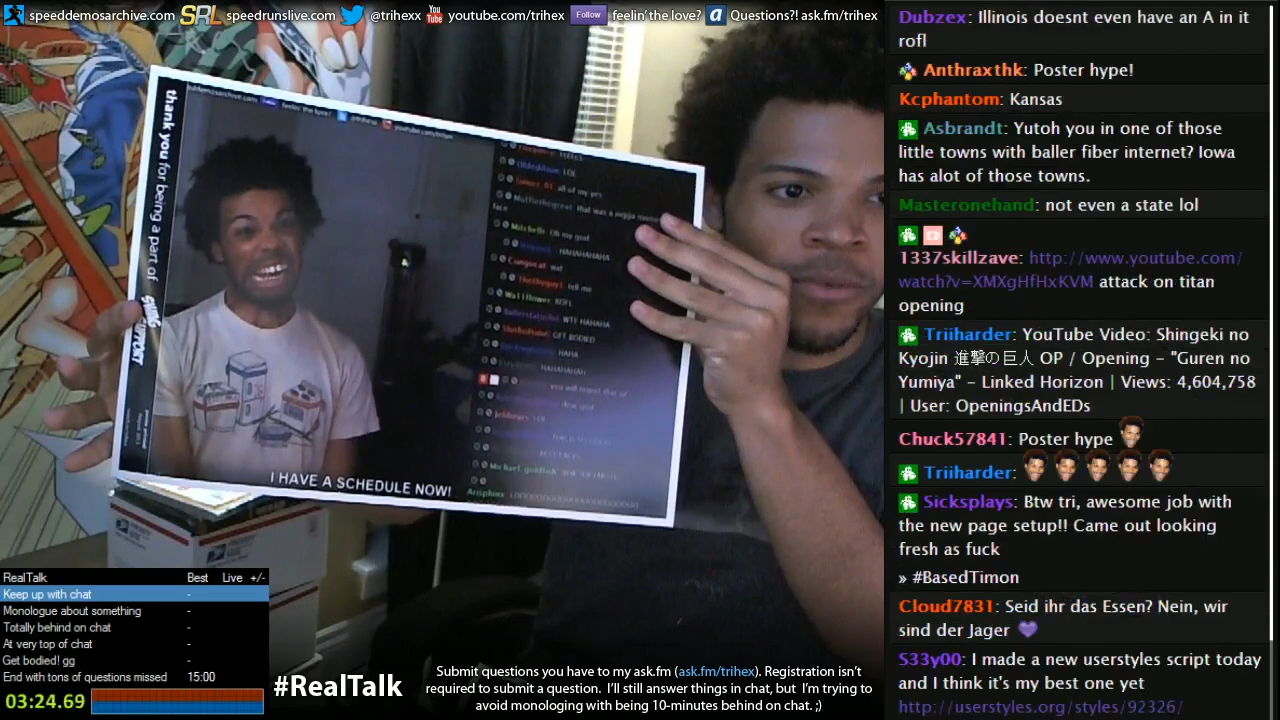 speeddemosarchive.com SRL speedrunslive.com @trihexx You Tube youtube.com/trihex Follow feelin' the love? a Questions?! ask.fm/trihex
thank you for being a part of
I HAVE A SCHEDULE NOW!
Dubzex: Illinois doesnt even have an A in it
rofl
Anthraxthk: Poster hype!
Kcphantom: Kansas
Asbrandt: Yutoh you in one of those
little towns with baller fiber internet? Iowa
has alot of those towns.
Masteronehand: not even a state lol
1337skillzave: http://www.youtube.com/
watch?v=XMXgHfHxKVM attack on titan
opening
Triiharder: YouTube Video: Shingeki no
Kyojin 進撃の巨人 OP / Opening - "Guren no
Yumiya" - Linked Horizon | Views: 4,604,758
| User: OpeningsAndEDs
Chuck57841: Poster hype
Triiharder:
Sicksplays: Btw tri, awesome job with
the new page setup!! Came out looking
fresh as fuck
» #BasedTimon
Cloud7831: Seid ihr das Essen? Nein, wir
sind der Jager
S33y00: I made a new userstyles script today
and I think it's my best one yet
http://userstyles.org/styles/92326/
RealTalk Best Live +/-
Keep up with chat -
Monologue about something -
Totally behind on chat -
At very top of chat -
Get bodied! gg -
End with tons of questions missed 15:00
03:24.69
#RealTalk
Submit questions you have to my ask.fm (ask.fm/trihex). Registration isn't
required to submit a question. I'll still answer things in chat, but I'm trying to
avoid monologing with being 10-minutes behind on chat. ;)